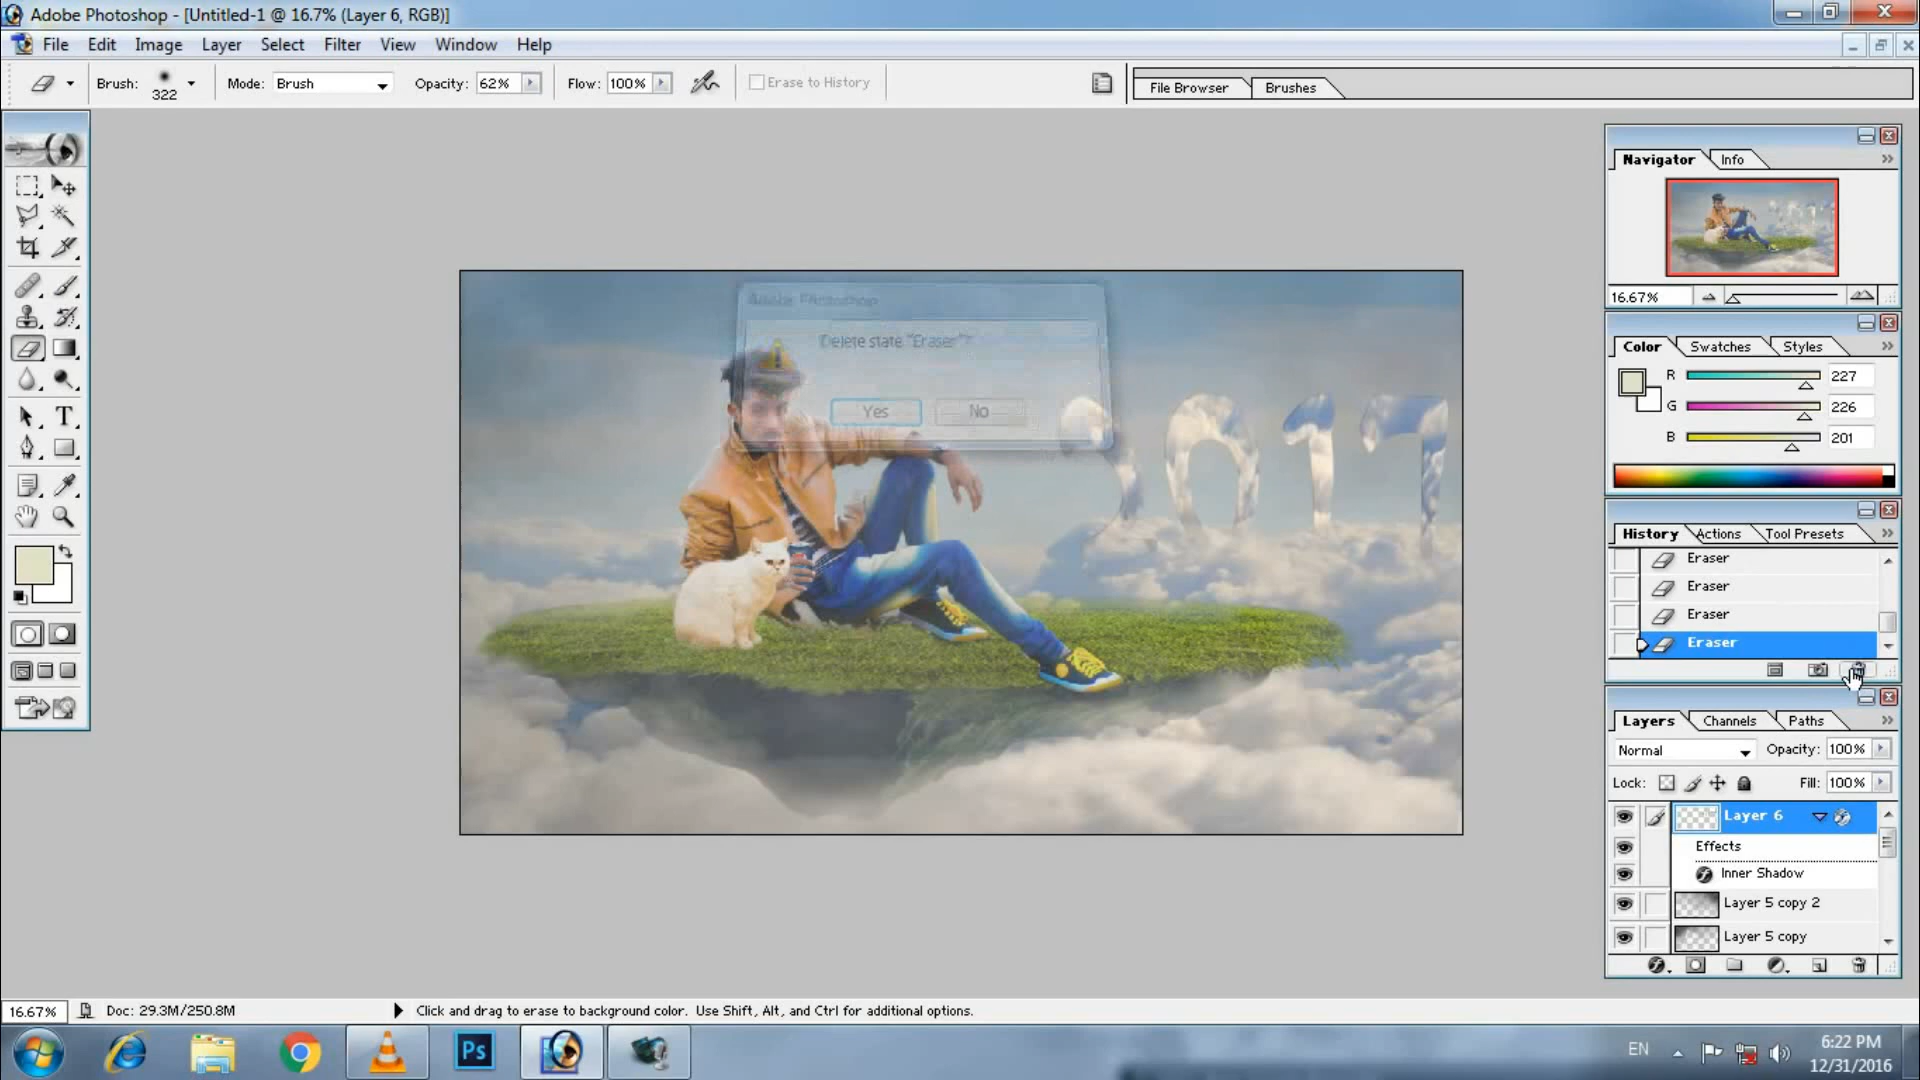 Adobe Photoshop - [Untitled-1 @ 16.7% (Layer 6, RGB)]
File Edit Image Layer Select Filter View Window Help
Brush: 322 Mode: Brush Opacity: 62% Flow: 100% Erase to History File Browser Brushes
Navigator Info
16.67%
Adobe Photoshop
Delete state "Eraser"?
Yes No
2017
Color Swatches Styles
R 227
G 226
B 201
T
History Actions Tool Presets
Eraser
Eraser
Eraser
Eraser
Layers Channels Paths
Normal Opacity: 100%
Lock: Fill: 100%
Layer 6
Effects
Inner Shadow
Layer 5 copy 2
Layer 5 copy
16.67% Doc: 29.3M/250.8M Click and drag to erase to background color. Use Shift, Alt, and Ctrl for additional options.
Ps
EN
6:22 PM
12/31/2016